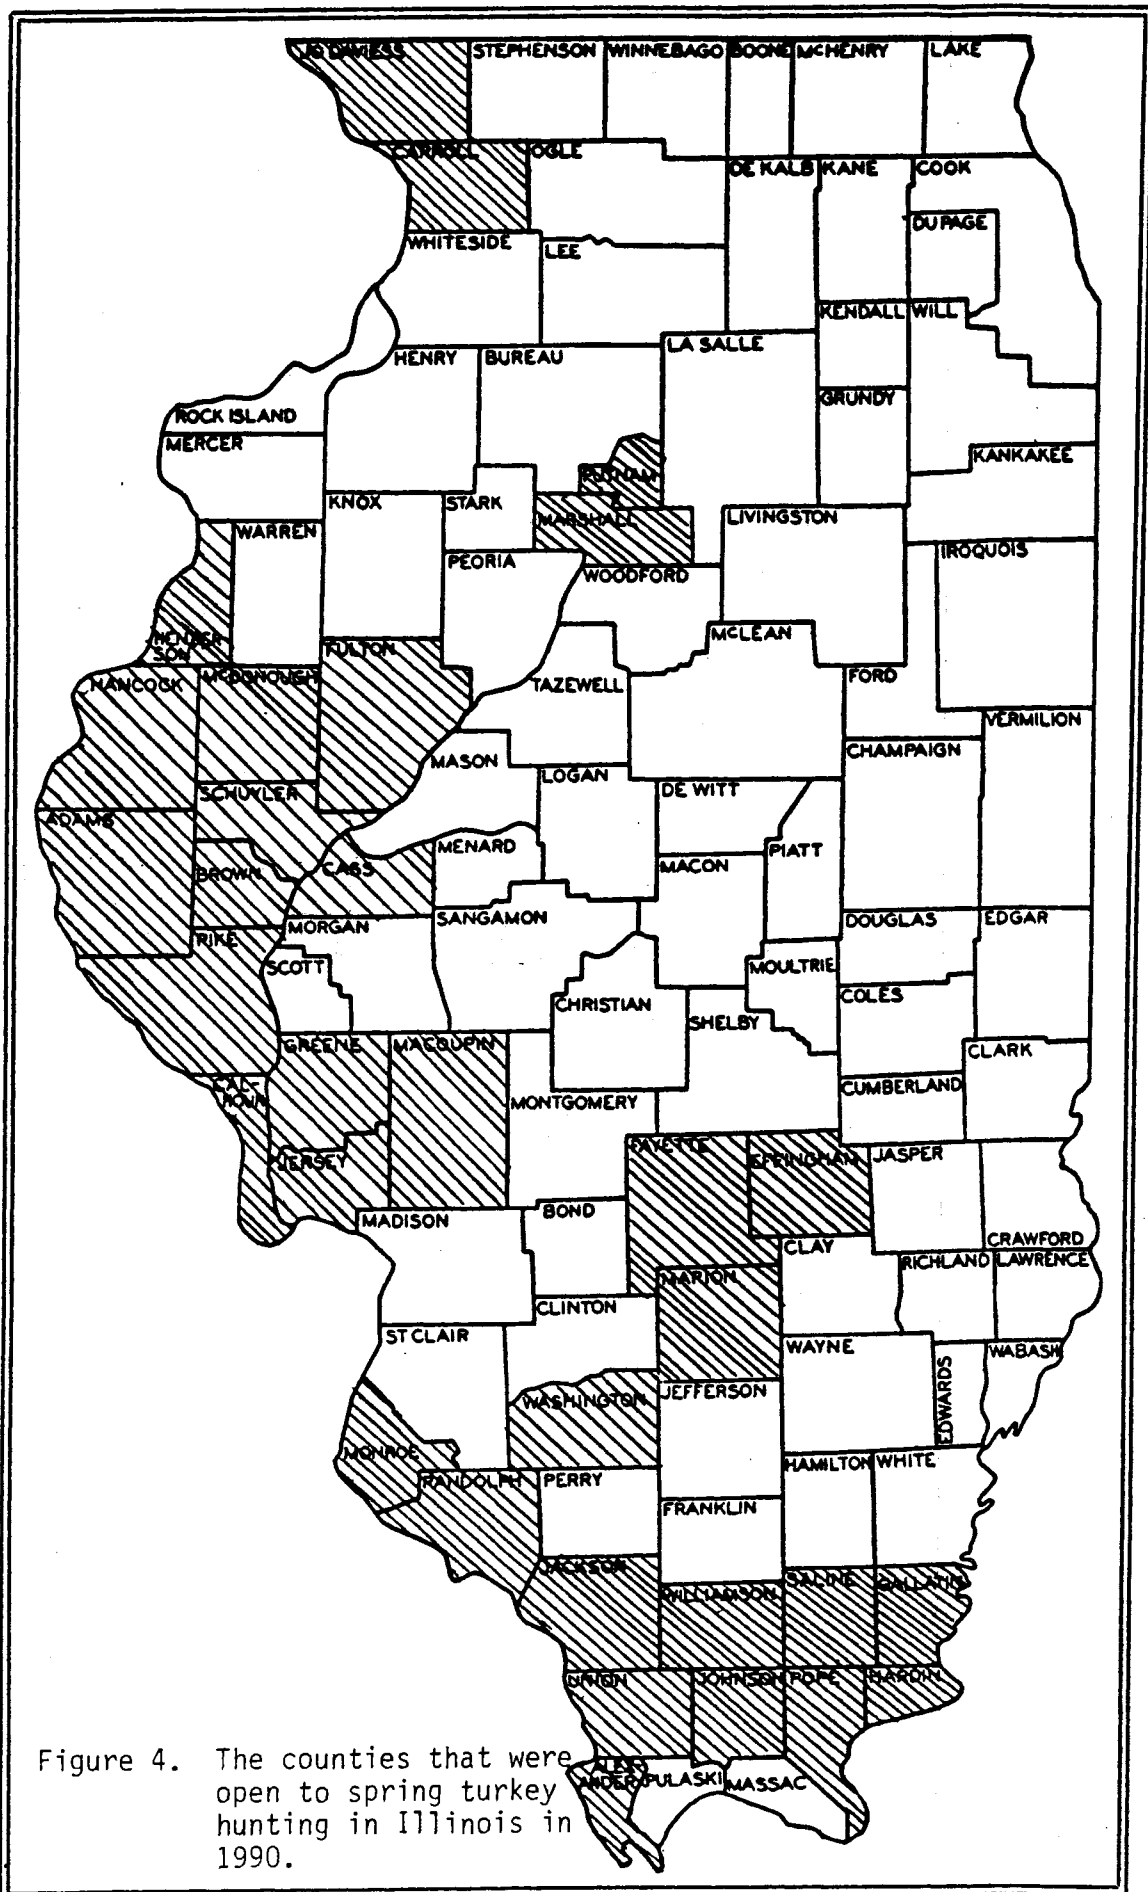 JO DAVIESS STEPHENSON WINNEBAGO BOONE McHENRY LAKE
CARROLL OGLE DE KALB KANE COOK
DU PAGE
WHITESIDE LEE
KENDALL WILL
HENRY BUREAU LA SALLE
GRUNDY
ROCK ISLAND
MERCER
KANKAKEE
PUTNAM
KNOX STARK MARSHALL LIVINGSTON
WARREN
IROQUOIS
PEORIA WOODFORD
HENDER
SON
FULTON McLEAN
HANCOCK McDONOUGH TAZEWELL FORD
VERMILION
MASON CHAMPAIGN
LOGAN DE WITT
SCHUYLER
ADAMS
MENARD PIATT
BROWN CASS MACON
MORGAN SANGAMON DOUGLAS EDGAR
PIKE
SCOTT MOULTRIE
CHRISTIAN COLES
SHELBY
GREENE MACOUPIN CLARK
CAL-
HOUN
MONTGOMERY CUMBERLAND
JERSEY FAYETTE EFFINGHAM JASPER
MADISON BOND
CLAY CRAWFORD
RICHLAND LAWRENCE
MARION
CLINTON
ST CLAIR WAYNE WABASH
EDWARDS
WASHINGTON JEFFERSON
MONROE HAMILTON WHITE
RANDOLPH PERRY
FRANKLIN
JACKSON WILLIAMSON SALINE GALLATIN
UNION JOHNSON POPE HARDIN
ALEX-
ANDER PULASKI MASSAC
Figure 4. The counties that were
open to spring turkey
hunting in Illinois in
1990.